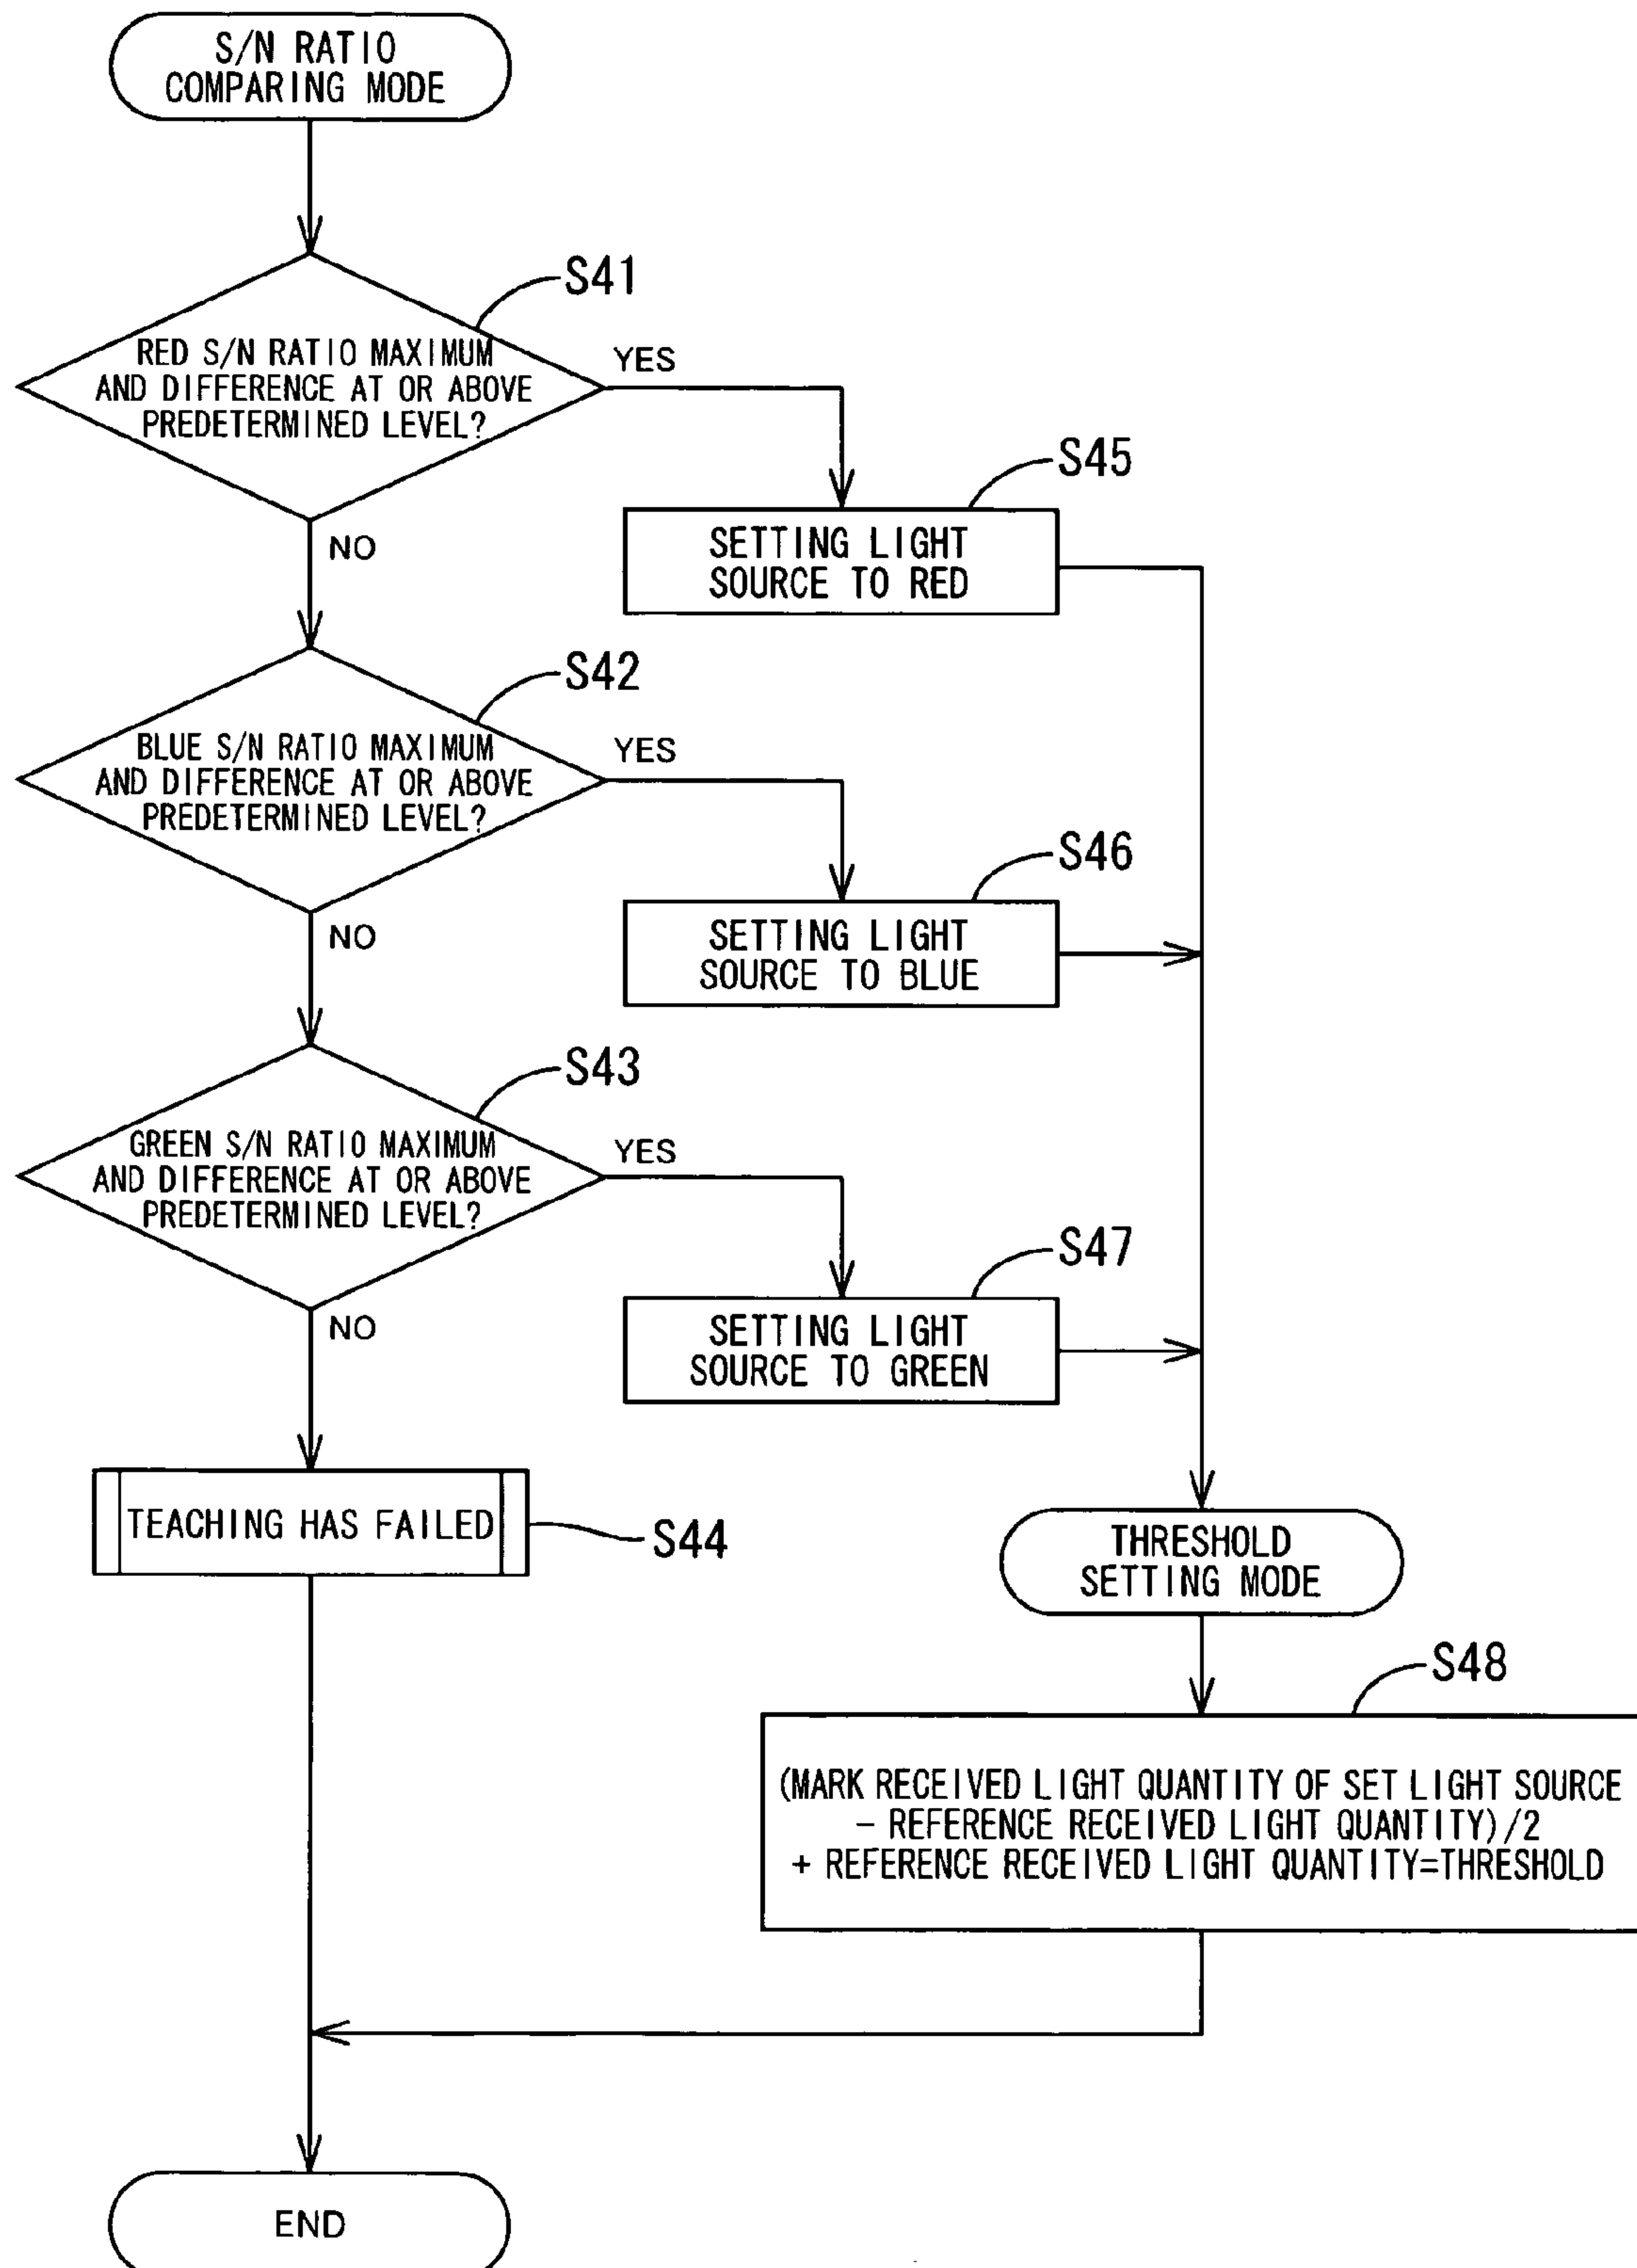 S/N RATIO
COMPARING MODE
S41
RED S/N RATIO MAXIMUM
AND DIFFERENCE AT OR ABOVE
PREDETERMINED LEVEL?
YES
S45
SETTING LIGHT
SOURCE TO RED
NO
S42
BLUE S/N RATIO MAXIMUM
AND DIFFERENCE AT OR ABOVE
PREDETERMINED LEVEL?
YES
S46
SETTING LIGHT
SOURCE TO BLUE
NO
S43
GREEN S/N RATIO MAXIMUM
AND DIFFERENCE AT OR ABOVE
PREDETERMINED LEVEL?
YES
S47
SETTING LIGHT
SOURCE TO GREEN
NO
TEACHING HAS FAILED
S44
THRESHOLD
SETTING MODE
S48
(MARK RECEIVED LIGHT QUANTITY OF SET LIGHT SOURCE
- REFERENCE RECEIVED LIGHT QUANTITY)/2
+ REFERENCE RECEIVED LIGHT QUANTITY=THRESHOLD
END